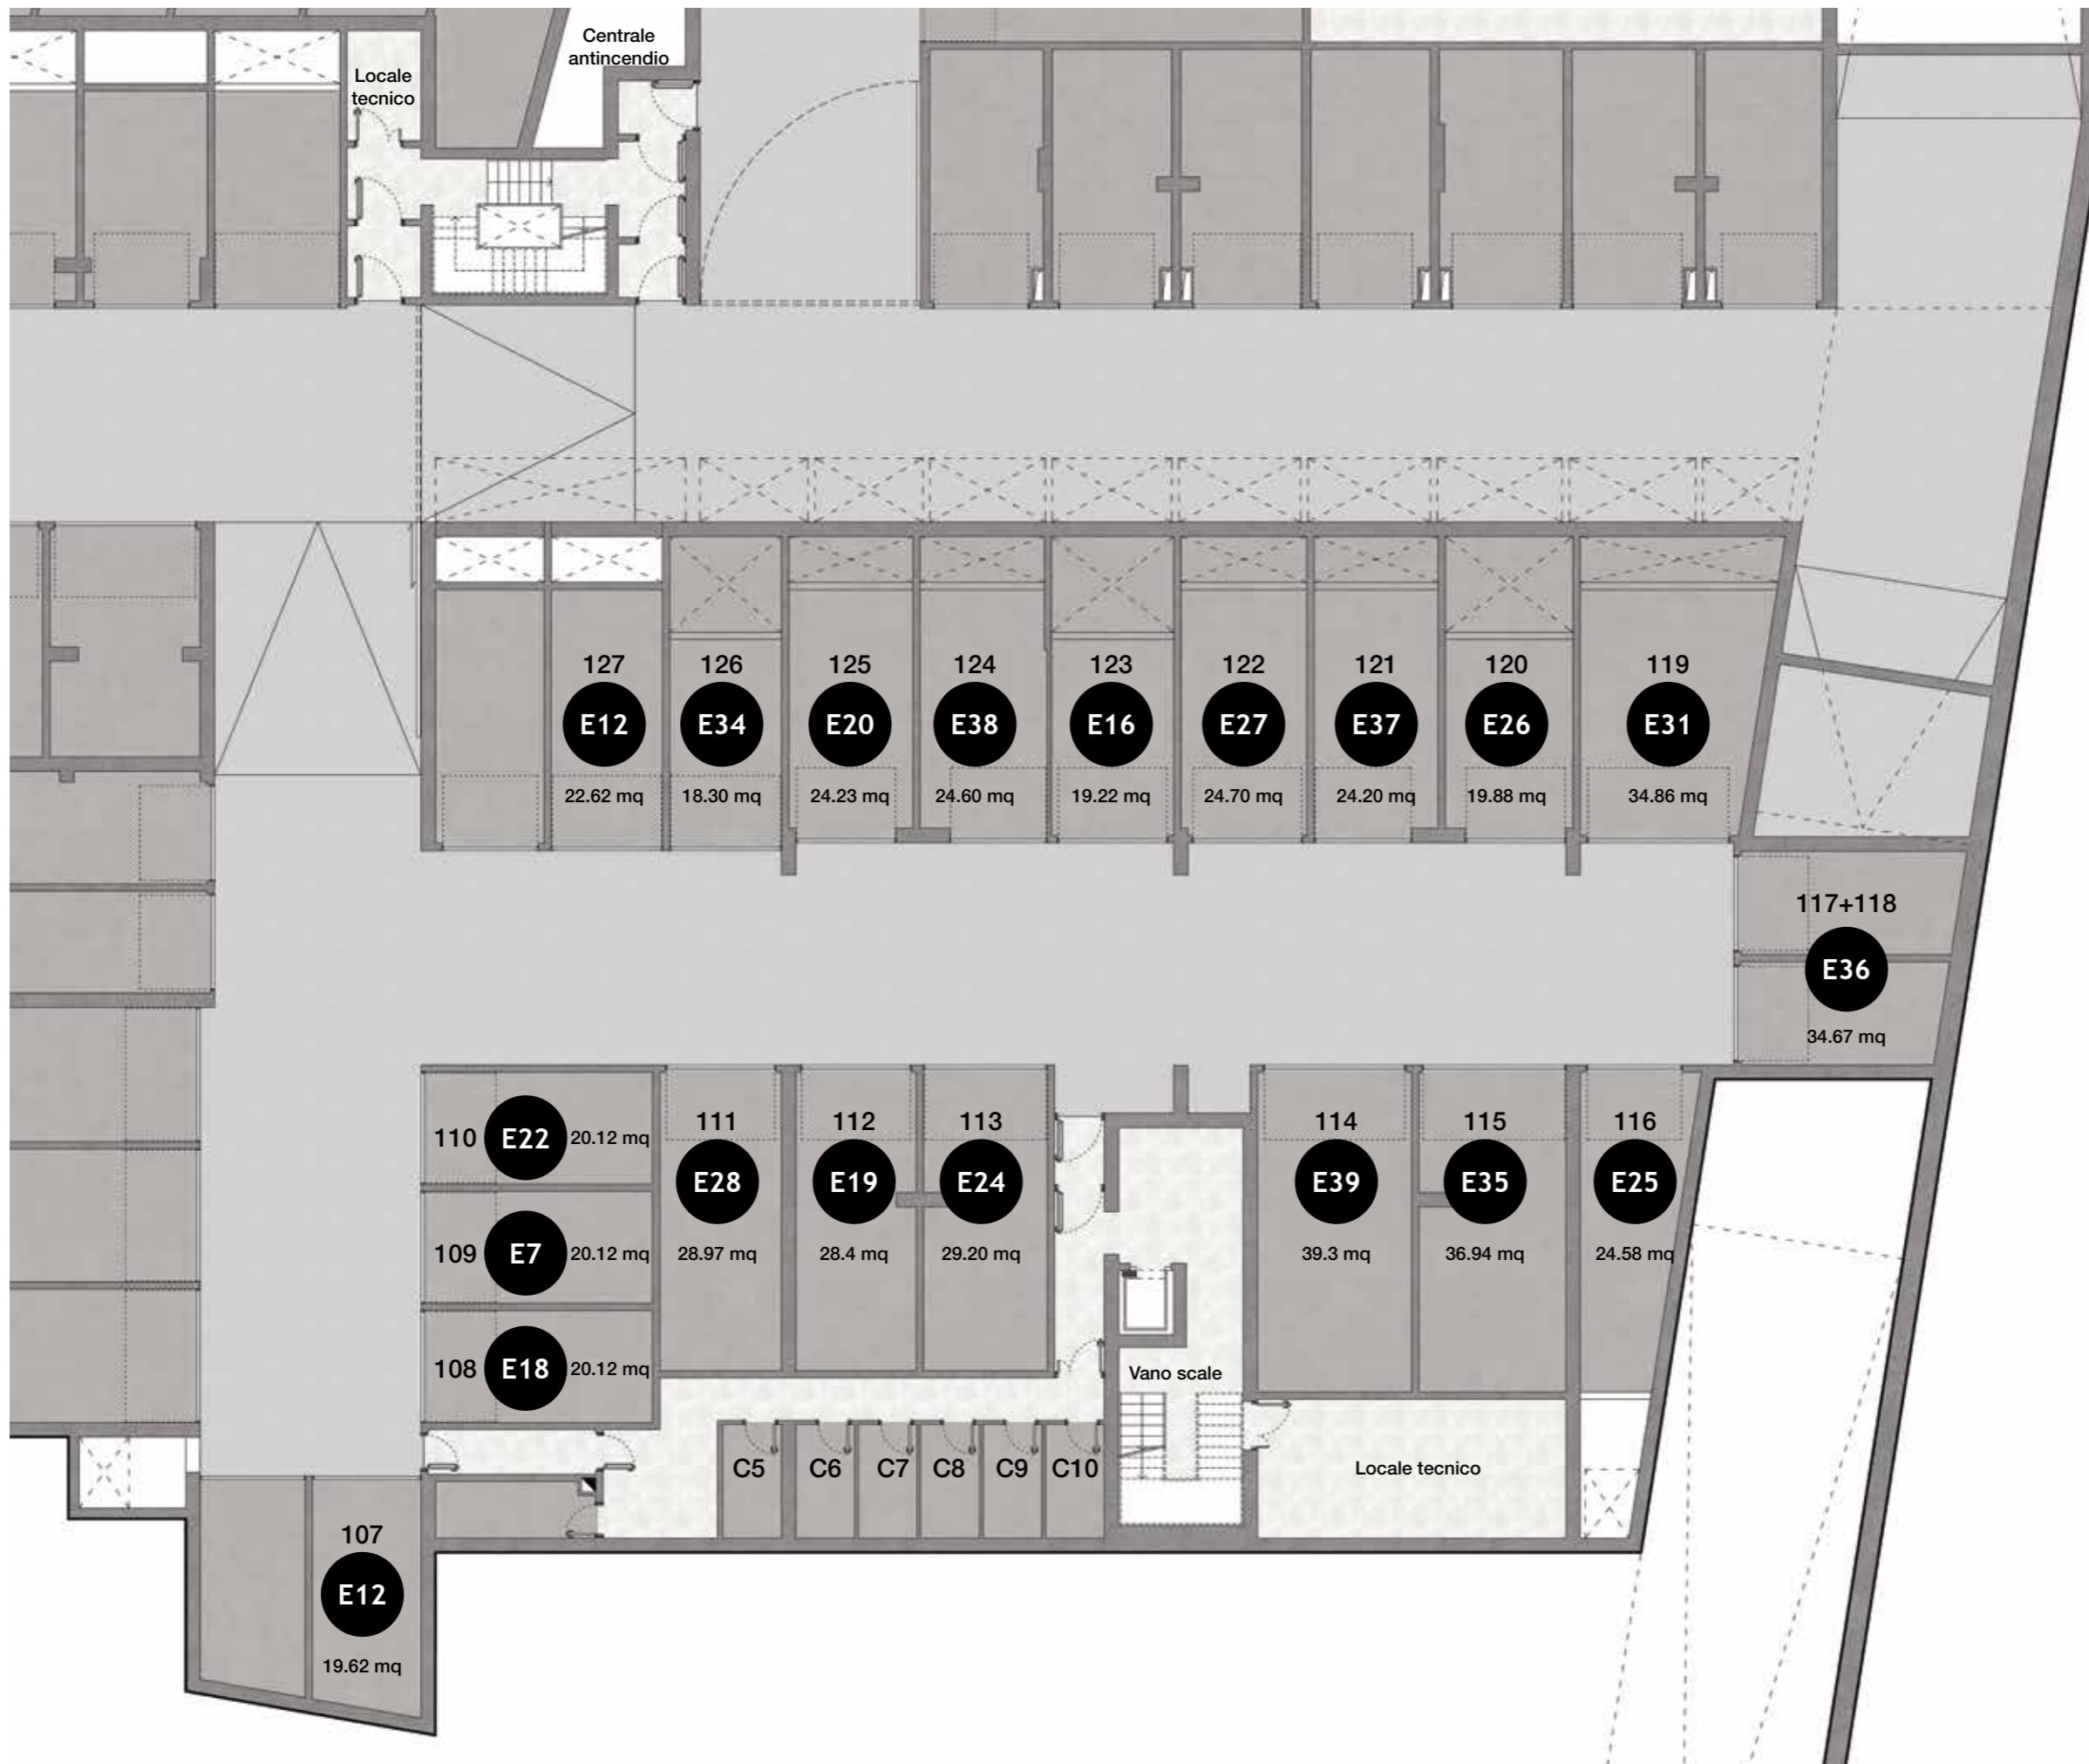 Centrale
antincendio
Locale
tecnico
127
E12
22.62 mq
126
E34
18.30 mq
125
E20
24.23 mq
124
E38
24.60 mq
123
E16
19.22 mq
122
E27
24.70 mq
121
E37
24.20 mq
120
E26
19.88 mq
119
E31
34.86 mq
117+118
E36
34.67 mq
110 E22 20.12 mq
109 E7 20.12 mq
108 E18 20.12 mq
111
E28
28.97 mq
112
E19
28.4 mq
113
E24
29.20 mq
114
E39
39.3 mq
115
E35
36.94 mq
116
E25
24.58 mq
Vano scale
C5 C6 C7 C8 C9 C10
Locale tecnico
107
E12
19.62 mq